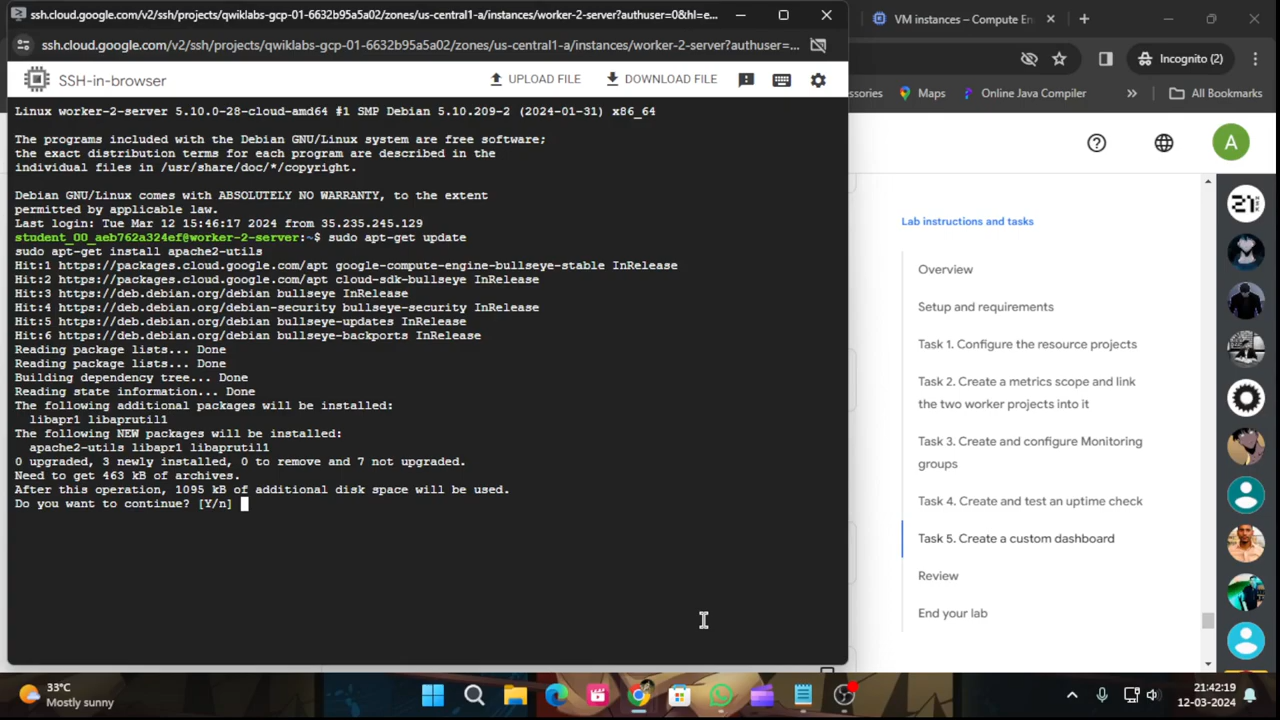 ssh.cloud.google.com/v2/ssh/projects/qwiklabs-gcp-01-6632b95a5a02/zones/us-central1-a/instances/worker-2-server?authuser=0&hl=e...
VM instances – Compute En
ssh.cloud.google.com/v2/ssh/projects/qwiklabs-gcp-01-6632b95a5a02/zones/us-central1-a/instances/worker-2-server?authuser=...
Incognito (2)
SSH-in-browser
UPLOAD FILE
DOWNLOAD FILE
ssories
Maps
Online Java Compiler
»
All Bookmarks
A
Linux worker-2-server 5.10.0-28-cloud-amd64 #1 SMP Debian 5.10.209-2 (2024-01-31) x86_64
The programs included with the Debian GNU/Linux system are free software;
the exact distribution terms for each program are described in the
individual files in /usr/share/doc/*/copyright.
Debian GNU/Linux comes with ABSOLUTELY NO WARRANTY, to the extent
permitted by applicable law.
Last login: Tue Mar 12 15:46:17 2024 from 35.235.245.129
student_00_aeb762a324ef@worker-2-server:~$ sudo apt-get update
sudo apt-get install apache2-utils
Hit:1 https://packages.cloud.google.com/apt google-compute-engine-bullseye-stable InRelease
Hit:2 https://packages.cloud.google.com/apt cloud-sdk-bullseye InRelease
Hit:3 https://deb.debian.org/debian bullseye InRelease
Hit:4 https://deb.debian.org/debian-security bullseye-security InRelease
Hit:5 https://deb.debian.org/debian bullseye-updates InRelease
Hit:6 https://deb.debian.org/debian bullseye-backports InRelease
Reading package lists... Done
Reading package lists... Done
Building dependency tree... Done
Reading state information... Done
The following additional packages will be installed:
libapr1 libaprutil1
The following NEW packages will be installed:
apache2-utils libapr1 libaprutil1
0 upgraded, 3 newly installed, 0 to remove and 7 not upgraded.
Need to get 463 kB of archives.
After this operation, 1095 kB of additional disk space will be used.
Do you want to continue? [Y/n]
Lab instructions and tasks
Overview
Setup and requirements
Task 1. Configure the resource projects
Task 2. Create a metrics scope and link
the two worker projects into it
Task 3. Create and configure Monitoring
groups
Task 4. Create and test an uptime check
Task 5. Create a custom dashboard
Review
End your lab
21
33°C
Mostly sunny
21:42:19
12-03-2024